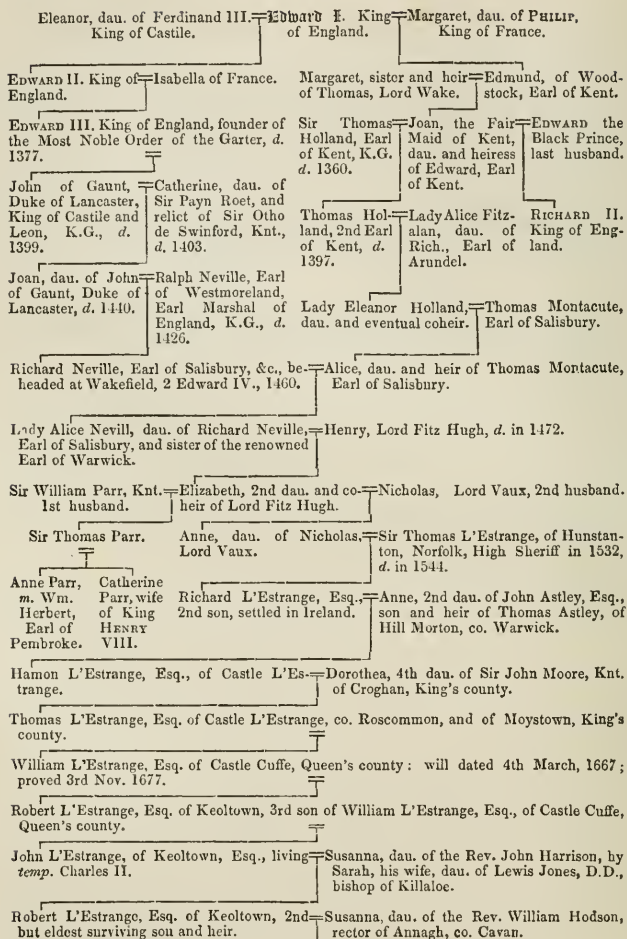 Eleanor, dau. of Ferdinand III. Edward I. King Margaret, dau. of PHILIP,
King of Castile. of England. King of France.
EDWARD II. King of Isabella of France.
England.
Margaret, sister and heir Edmund, of Wood-
of Thomas, Lord Wake. stock, Earl of Kent.
EDWARD III. King of England, founder of
the Most Noble Order of the Garter, d.
1377.
Sir Thomas
Holland, Earl
of Kent, K.G.
d. 1360.
Joan, the Fair
Maid of Kent,
dau. and heiress
of Edward, Earl
of Kent.
EDWARD the
Black Prince,
last husband.
John of Gaunt,
Duke of Lancaster,
King of Castile and
Leon, K.G., d.
1399.
Catherine, dau. of
Sir Payn Roet, and
relict of Sir Otho
de Swinford, Knt.,
d. 1403.
Thomas Hol-
land, 2nd Earl
of Kent, d.
1397.
Lady Alice Fitz-
alan, dau. of
Rich., Earl of
Arundel.
RICHARD II.
King of Eng-
land.
Joan, dau. of John
of Gaunt, Duke of
Lancaster, d. 1440.
Ralph Neville, Earl
of Westmoreland,
Earl Marshal of
England, K.G., d.
1426.
Lady Eleanor Holland,
dau. and eventual coheir.
Thomas Montacute,
Earl of Salisbury.
Richard Neville, Earl of Salisbury, &c., be-
headed at Wakefield, 2 Edward IV., 1460.
Alice, dau. and heir of Thomas Montacute,
Earl of Salisbury.
Lady Alice Nevill, dau. of Richard Neville,
Earl of Salisbury, and sister of the renowned
Earl of Warwick.
Henry, Lord Fitz Hugh, d. in 1472.
Sir William Parr, Knt.
1st husband.
Elizabeth, 2nd dau. and co-
heir of Lord Fitz Hugh.
Nicholas, Lord Vaux, 2nd husband.
Sir Thomas Parr.
Anne, dau. of Nicholas,
Lord Vaux.
Sir Thomas L'Estrange, of Hunstan-
ton, Norfolk, High Sheriff in 1532,
d. in 1544.
Anne Parr,
m. Wm.
Herbert,
Earl of
Pembroke.
Catherine
Parr, wife
of King
HENRY
VIII.
Richard L'Estrange, Esq.,
2nd son, settled in Ireland.
Anne, 2nd dau. of John Astley, Esq.,
son and heir of Thomas Astley, of
Hill Morton, co. Warwick.
Hamon L'Estrange, Esq., of Castle L'Es-
trange.
Dorothea, 4th dau. of Sir John Moore, Knt.
of Croghan, King's county.
Thomas L'Estrange, Esq. of Castle L'Estrange, co. Roscommon, and of Moystown, King's
county.
William L'Estrange, Esq. of Castle Cuffe, Queen's county: will dated 4th March, 1667;
proved 3rd Nov. 1677.
Robert L'Estrange, Esq. of Keoltown, 3rd son of William L'Estrange, Esq., of Castle Cuffe,
Queen's county.
John L'Estrange, of Keoltown, Esq., living
temp. Charles II.
Susanna, dau. of the Rev. John Harrison, by
Sarah, his wife, dau. of Lewis Jones, D.D.,
bishop of Killaloe.
Robert L'Estrange, Esq. of Keoltown, 2nd
but eldest surviving son and heir.
Susanna, dau. of the Rev. William Hodson,
rector of Annagh, co. Cavan.